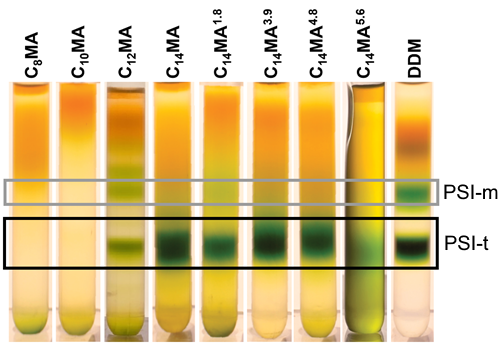 C₈MA
C₁₀MA
C₁₂MA
C₁₄MA
C₁₄MA¹·⁸
C₁₄MA³·⁹
C₁₄MA⁴·⁸
C₁₄MA⁵·⁶
DDM
PSI-m
PSI-t